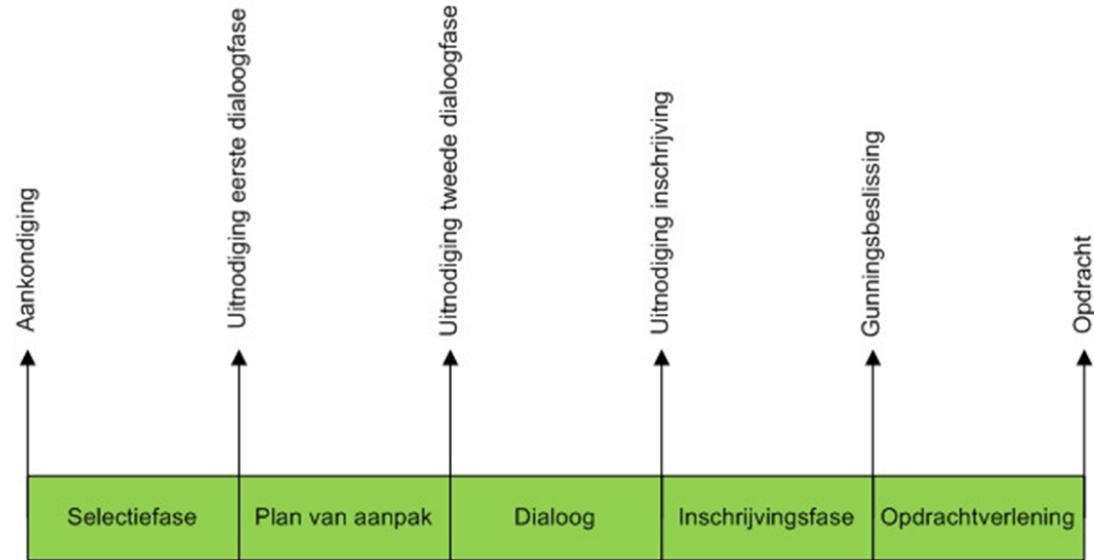 Aankondiging
Uitnodiging eerste dialoogfase
Uitnodiging tweede dialoogfase
Uitnodiging inschrijving
Gunningsbeslissing
Opdracht
Selectiefase
Plan van aanpak
Dialoog
Inschrijvingsfase
Opdrachtverlening